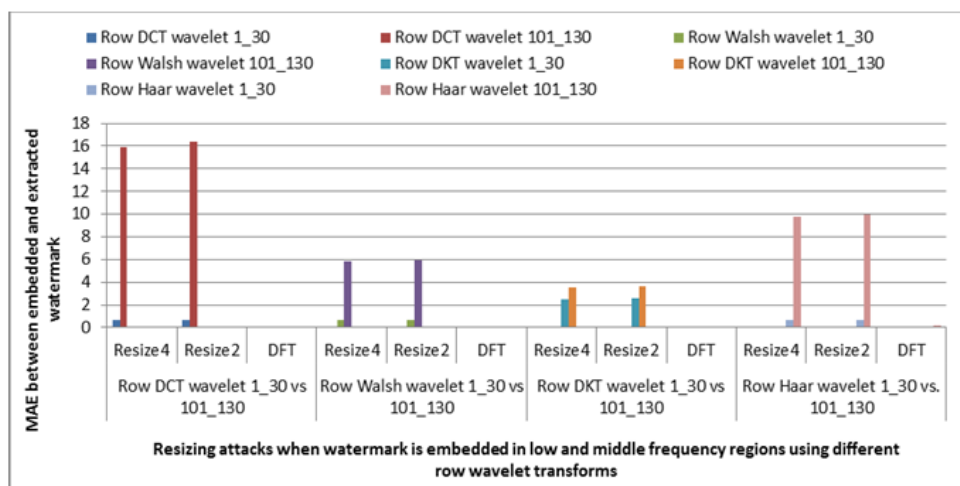 Row DCT wavelet 1_30
Row DCT wavelet 101_130
Row Walsh wavelet 1_30
Row Walsh wavelet 101_130
Row DKT wavelet 1_30
Row DKT wavelet 101_130
Row Haar wavelet 1_30
Row Haar wavelet 101_130
MAE between embedded and extracted
watermark
18
16
14
12
10
8
6
4
2
0
Resize4 Resize2 DFT Resize4 Resize2 DFT Resize4 Resize2 DFT Resize4 Resize2 DFT
Row DCT wavelet 1_30 vs Row Walsh wavelet 1_30 vs Row DKT wavelet 1_30 vs Row Haar wavelet 1_30 vs.
101_130 101_130 101_130 101_130
Resizing attacks when watermark is embedded in low and middle frequency regions using different
row wavelet transforms